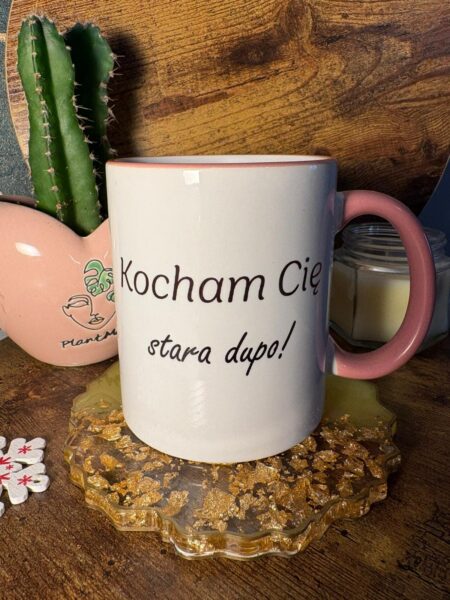 Kocham Cię
stara dupo!